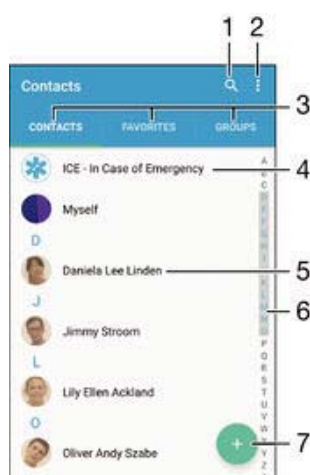 1 2
Contacts
3
CONTACTS FAVORITES GROUPS
ICE - In Case of Emergency 4
Myself
D
Daniela Lee Linden 5
J
Jimmy Stroom
6
L
Lily Ellen Ackland
O
Oliver Andy Szabe
7
A
B
C
P
Q
R
S
T
U
V
W